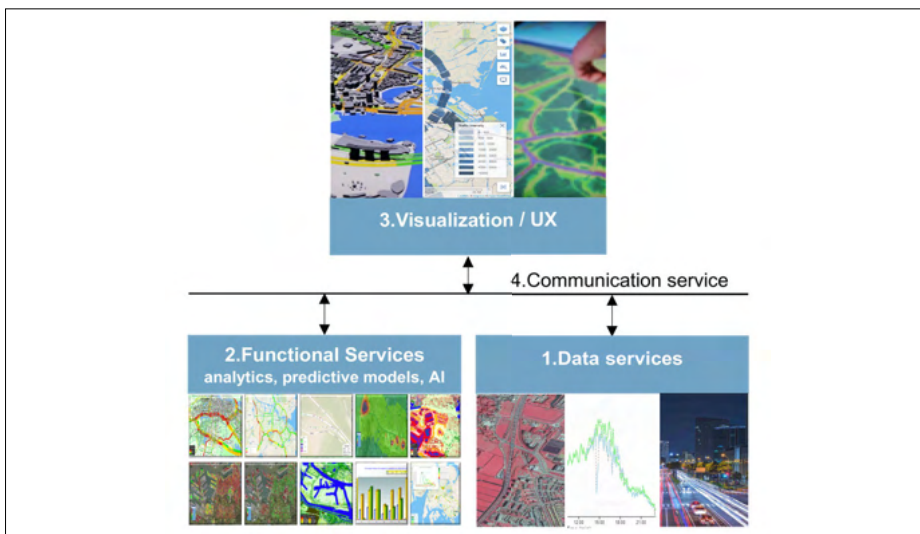 3.Visualization / UX
4.Communication service
2.Functional Services
analytics, predictive models, AI
1.Data services